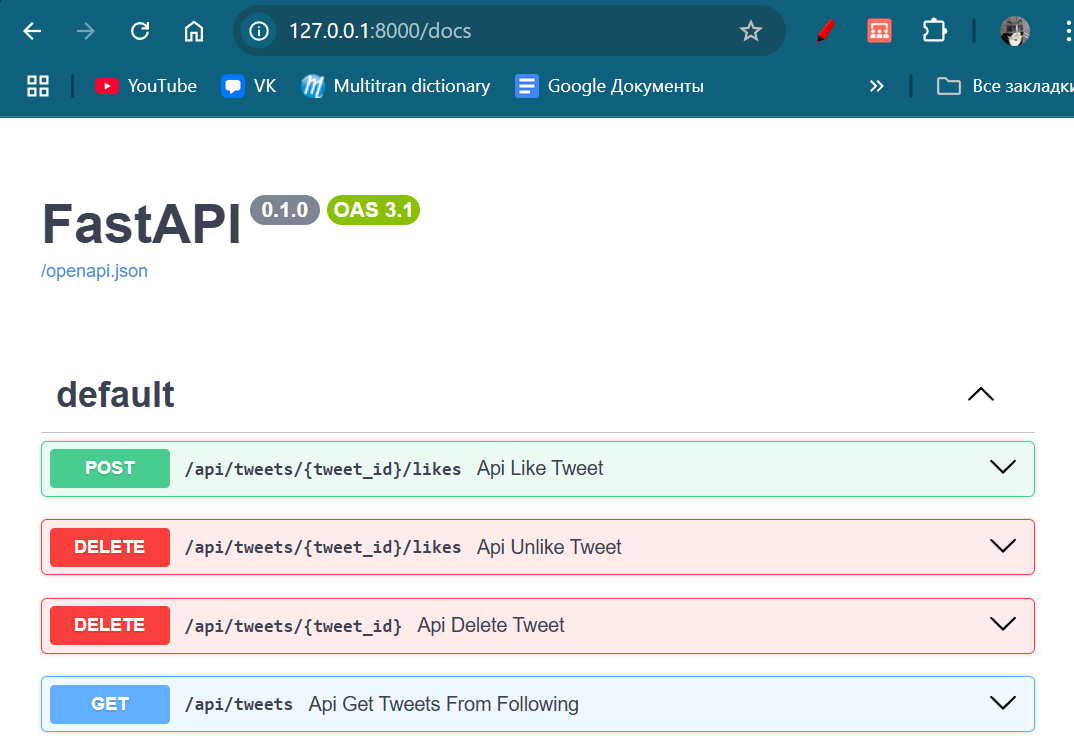 127.0.0.1:8000/docs
YouTube VK Multitran dictionary Google Документы » Все закладки
FastAPI 0.1.0 OAS 3.1
/openapi.json
default
POST /api/tweets/{tweet_id}/likes Api Like Tweet
DELETE /api/tweets/{tweet_id}/likes Api Unlike Tweet
DELETE /api/tweets/{tweet_id} Api Delete Tweet
GET /api/tweets Api Get Tweets From Following